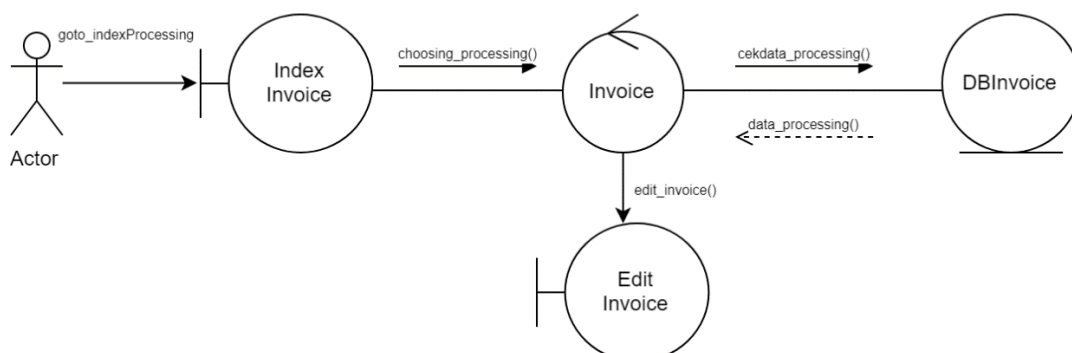 goto_indexProcessing
Actor
Index
Invoice
choosing_processing()
Invoice
cekdata_processing()
data_processing()
DBInvoice
edit_invoice()
Edit
Invoice